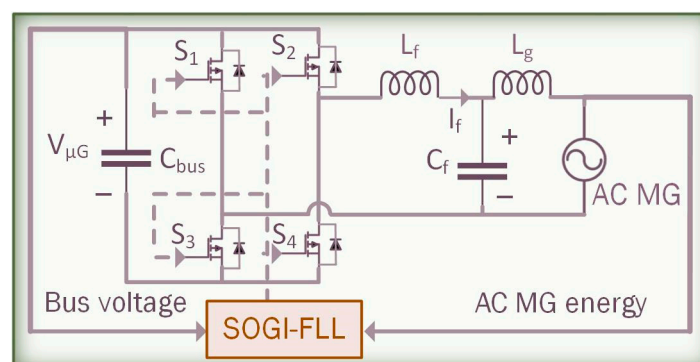 S1
S2
Lf
Lg
+
If
+
VμG
Cbus
Cf
−
−
AC MG
S3
S4
Bus voltage
AC MG energy
SOGI-FLL